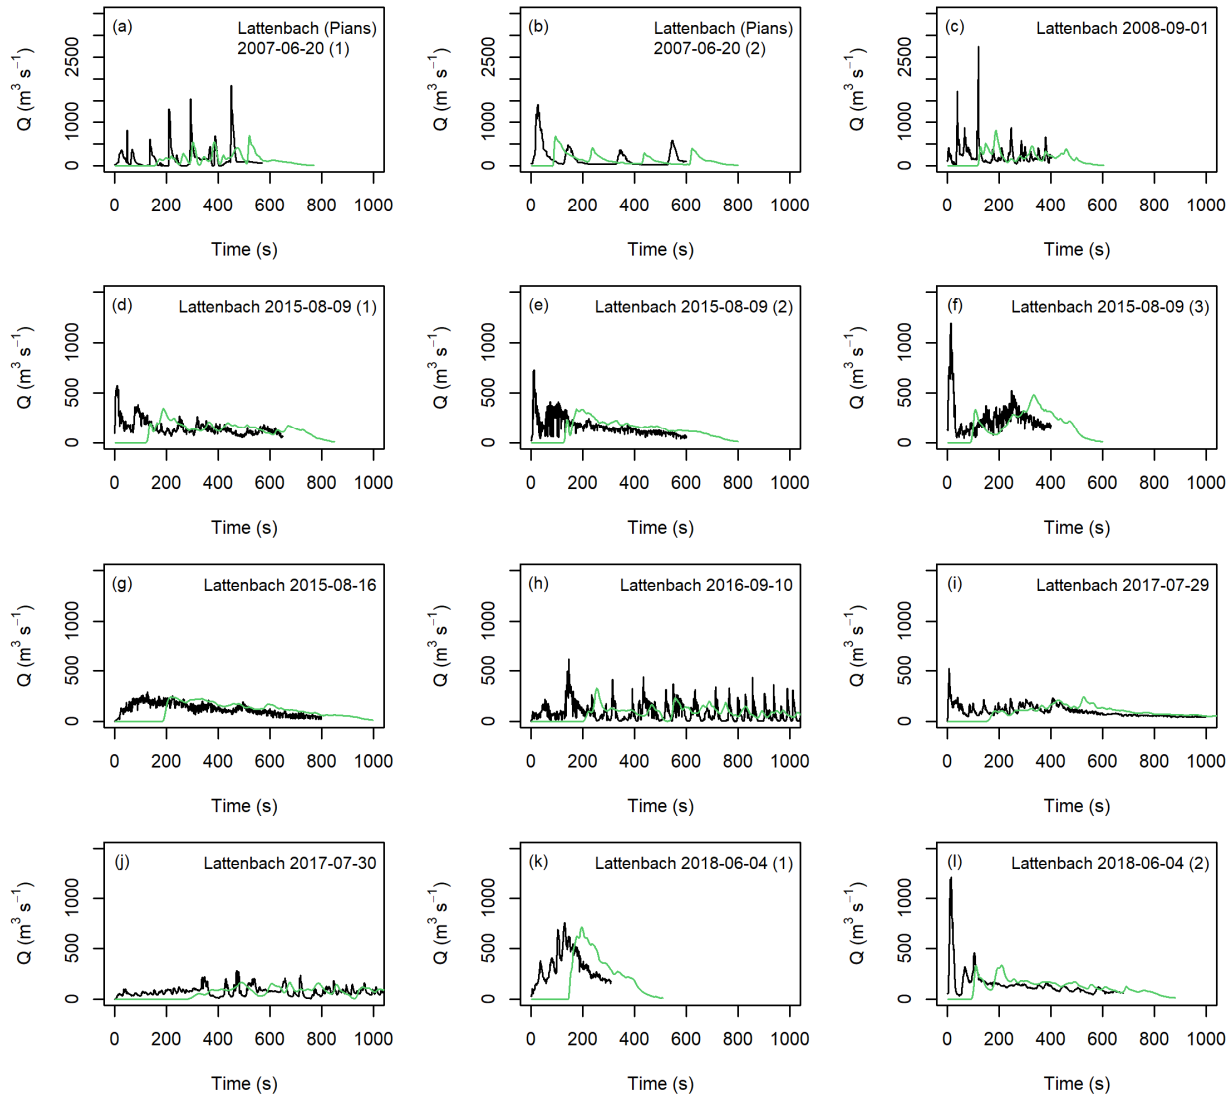 (a) Lattenbach (Pians)
2007-06-20 (1)
Q (m³ s⁻¹)
0 1000 2500
0 200 400 600 800 1000
Time (s)
(b) Lattenbach (Pians)
2007-06-20 (2)
Q (m³ s⁻¹)
0 1000 2500
0 200 400 600 800 1000
Time (s)
(c) Lattenbach 2008-09-01
Q (m³ s⁻¹)
0 1000 2500
0 200 400 600 800 1000
Time (s)
(d) Lattenbach 2015-08-09 (1)
Q (m³ s⁻¹)
0 500 1000
0 200 400 600 800 1000
Time (s)
(e) Lattenbach 2015-08-09 (2)
Q (m³ s⁻¹)
0 500 1000
0 200 400 600 800 1000
Time (s)
(f) Lattenbach 2015-08-09 (3)
Q (m³ s⁻¹)
0 500 1000
0 200 400 600 800 1000
Time (s)
(g) Lattenbach 2015-08-16
Q (m³ s⁻¹)
0 500 1000
0 200 400 600 800 1000
Time (s)
(h) Lattenbach 2016-09-10
Q (m³ s⁻¹)
0 500 1000
0 200 400 600 800 1000
Time (s)
(i) Lattenbach 2017-07-29
Q (m³ s⁻¹)
0 500 1000
0 200 400 600 800 1000
Time (s)
(j) Lattenbach 2017-07-30
Q (m³ s⁻¹)
0 500 1000
0 200 400 600 800 1000
Time (s)
(k) Lattenbach 2018-06-04 (1)
Q (m³ s⁻¹)
0 500 1000
0 200 400 600 800 1000
Time (s)
(l) Lattenbach 2018-06-04 (2)
Q (m³ s⁻¹)
0 500 1000
0 200 400 600 800 1000
Time (s)